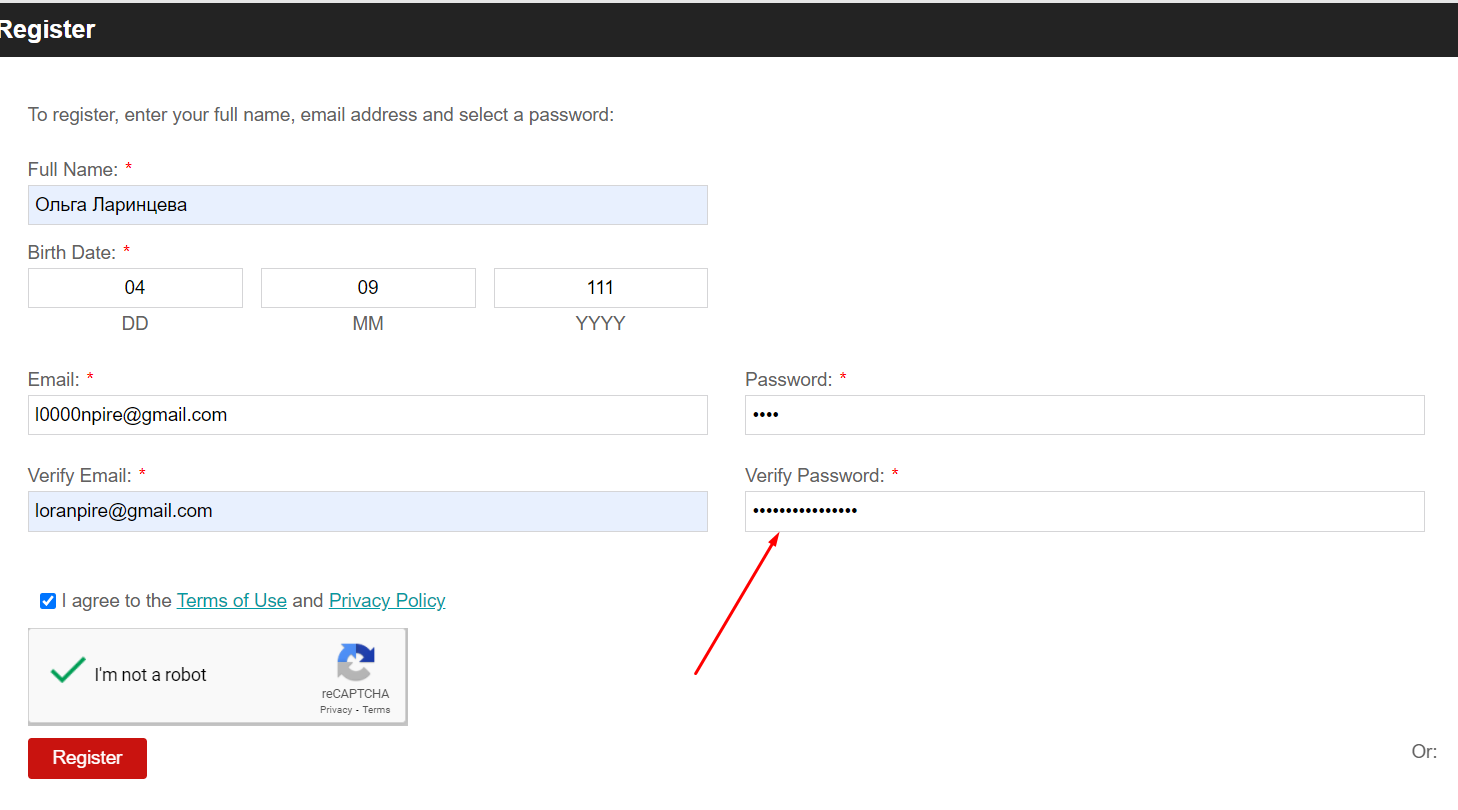 Register
To register, enter your full name, email address and select a password:
Full Name: *
Ольга Ларинцева
Birth Date: *
04 09 111
DD MM YYYY
Email: * Password: *
l0000npire@gmail.com ••••
Verify Email: * Verify Password: *
loranpire@gmail.com ••••••••••••••••
I agree to the Terms of Use and Privacy Policy
I'm not a robot
reCAPTCHA
Privacy - Terms
Register
Or: